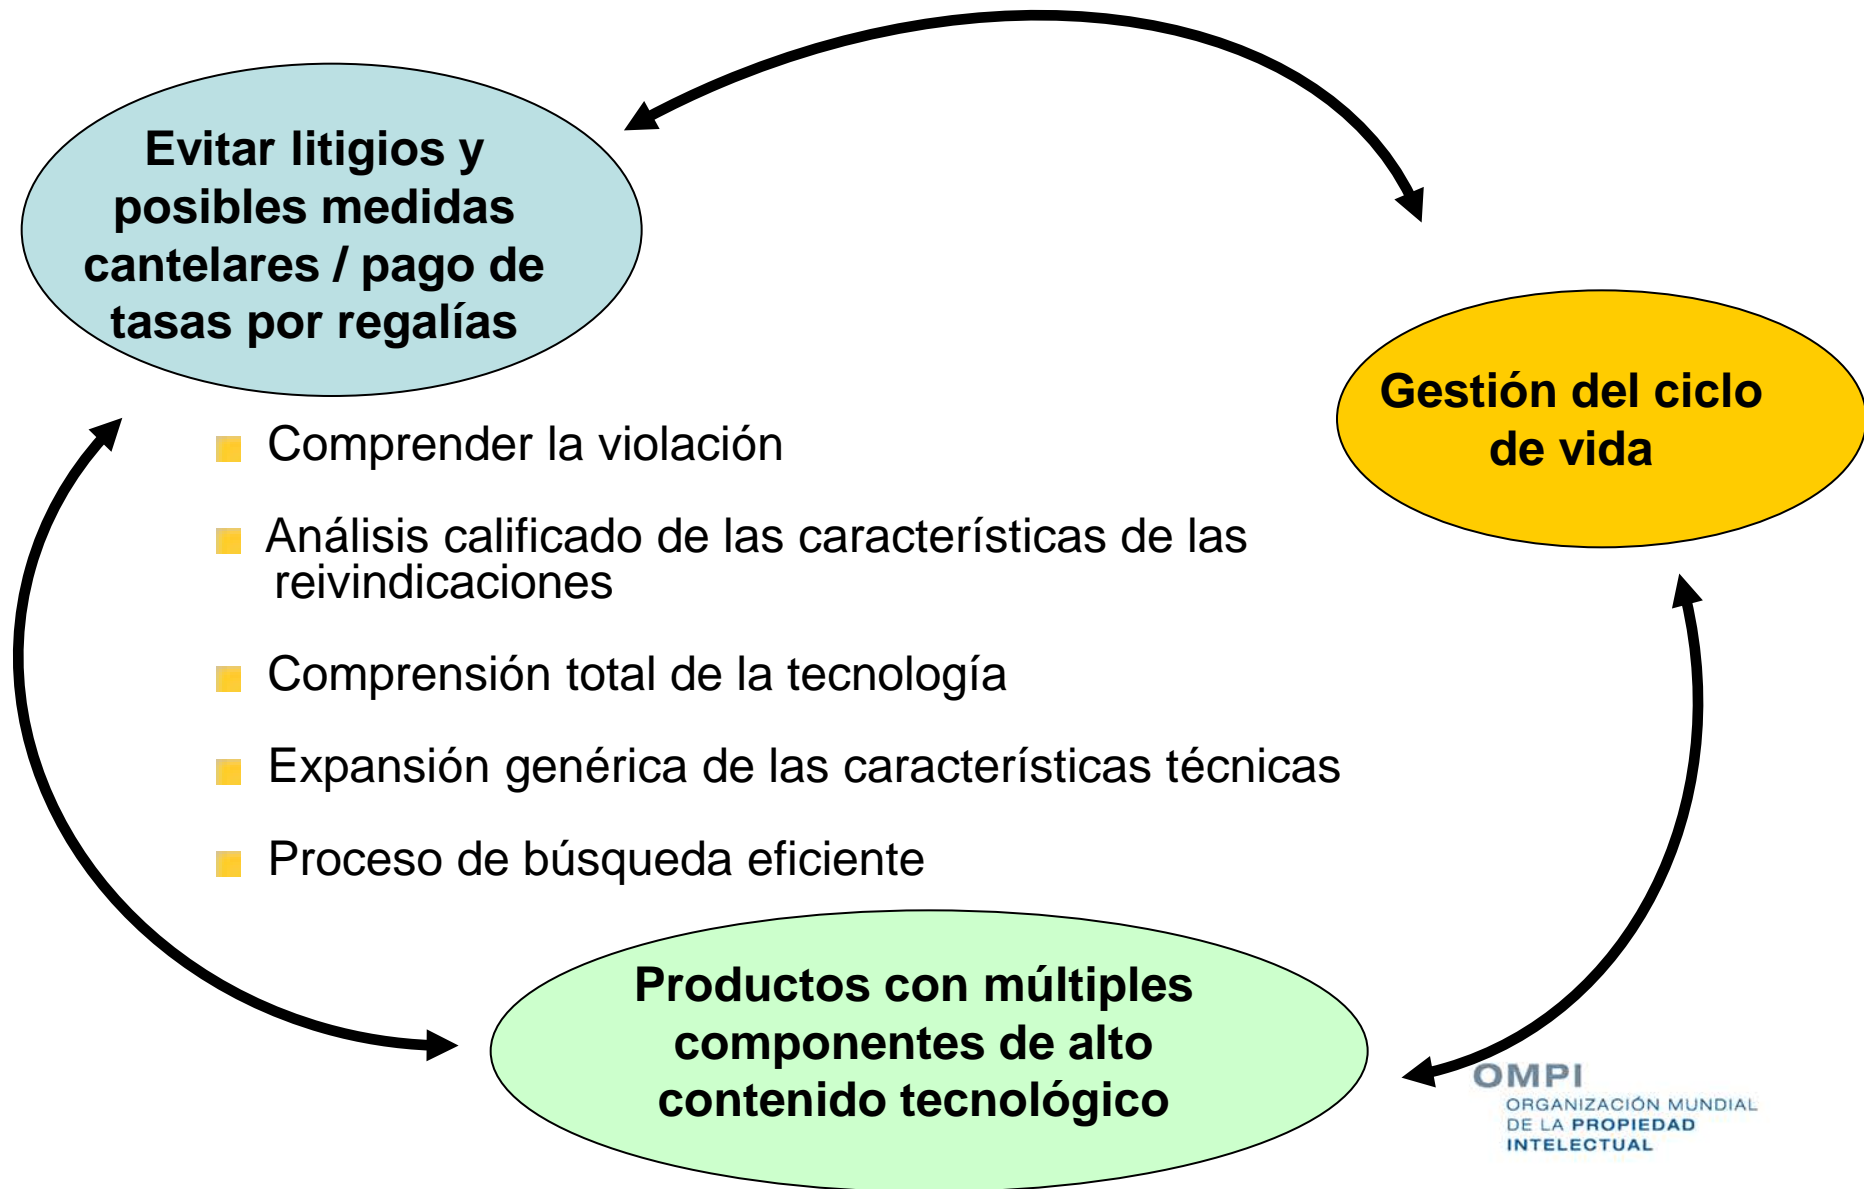 Evitar litigios y
posibles medidas
cantelares / pago de
tasas por regalías
Gestión del ciclo
de vida
Comprender la violación
Análisis calificado de las características de las
reivindicaciones
Comprensión total de la tecnología
Expansión genérica de las características técnicas
Proceso de búsqueda eficiente
Productos con múltiples
componentes de alto
contenido tecnológico
OMPI
ORGANIZACIÓN MUNDIAL
DE LA PROPIEDAD
INTELECTUAL